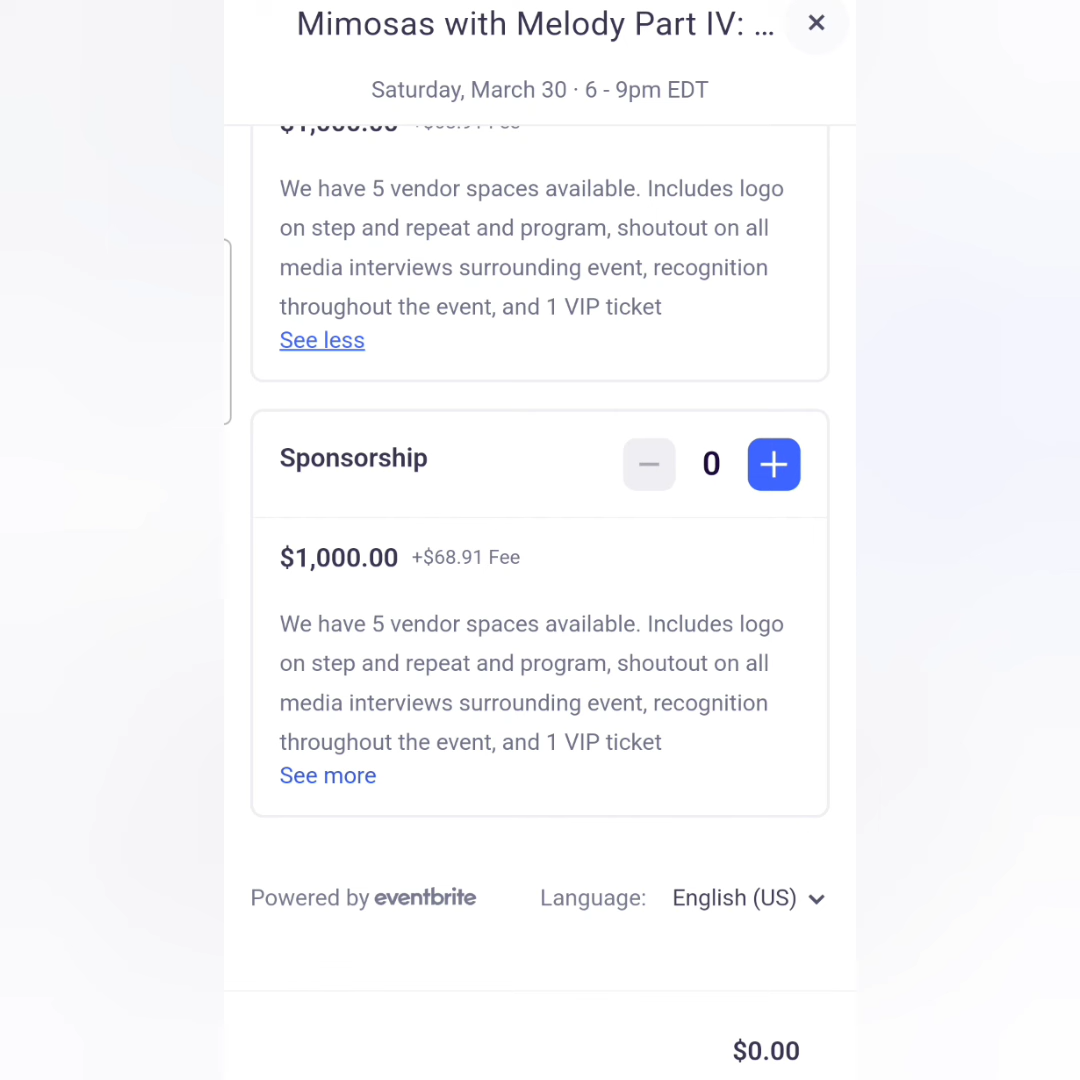 Mimosas with Melody Part IV: ...
Saturday, March 30 · 6 - 9pm EDT
We have 5 vendor spaces available. Includes logo
on step and repeat and program, shoutout on all
media interviews surrounding event, recognition
throughout the event, and 1 VIP ticket
See less
Sponsorship
0
$1,000.00 +$68.91 Fee
We have 5 vendor spaces available. Includes logo
on step and repeat and program, shoutout on all
media interviews surrounding event, recognition
throughout the event, and 1 VIP ticket
See more
Powered by eventbrite
Language: English (US)
$0.00